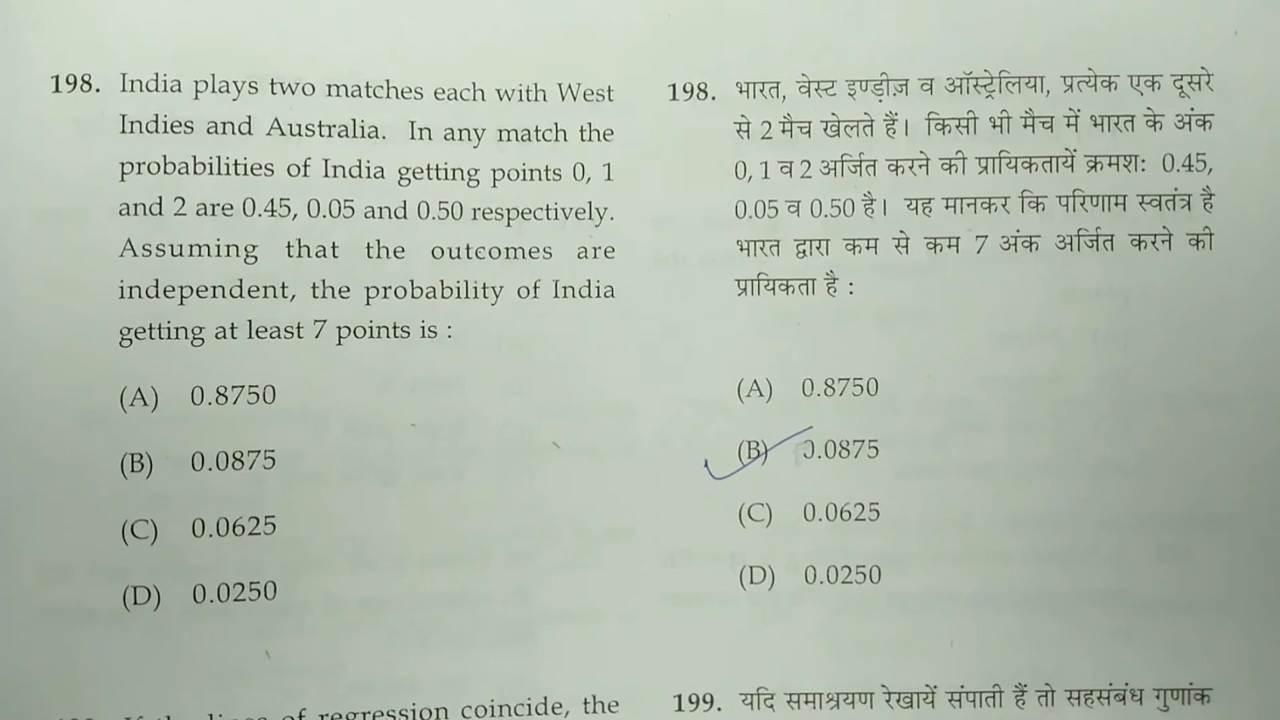 198. India plays two matches each with West
Indies and Australia. In any match the
probabilities of India getting points 0, 1
and 2 are 0.45, 0.05 and 0.50 respectively.
Assuming that the outcomes are
independent, the probability of India
getting at least 7 points is :
(A) 0.8750
(B) 0.0875
(C) 0.0625
(D) 0.0250
198. भारत, वेस्ट इण्ड़ीज़ व ऑस्ट्रेलिया, प्रत्येक एक दूसरे
से 2 मैच खेलते हैं। किसी भी मैच में भारत के अंक
0, 1 व 2 अर्जित करने की प्रायिकतायें क्रमशः 0.45,
0.05 व 0.50 है। यह मानकर कि परिणाम स्वतंत्र है
भारत द्वारा कम से कम 7 अंक अर्जित करने की
प्रायिकता है :
(A) 0.8750
(B) 0.0875
(C) 0.0625
(D) 0.0250
of regression coincide, the
199. यदि समाश्रयण रेखायें संपाती हैं तो सहसंबंध गुणांक